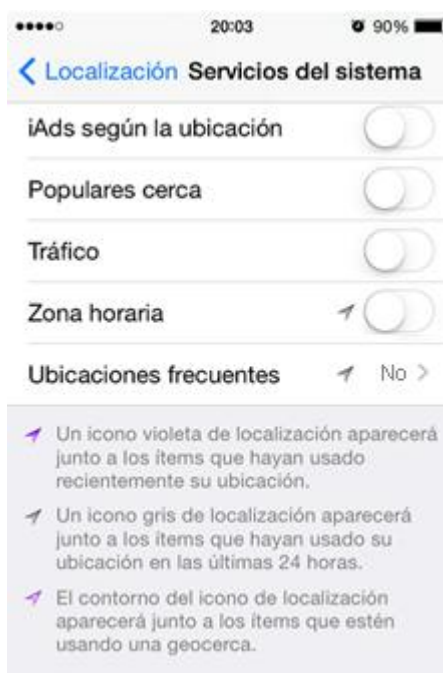 20:03 90%
Localización Servicios del sistema
iAds según la ubicación
Populares cerca
Tráfico
Zona horaria
Ubicaciones frecuentes No
Un icono violeta de localización aparecerá
junto a los ítems que hayan usado
recientemente su ubicación.
Un icono gris de localización aparecerá
junto a los ítems que hayan usado su
ubicación en las últimas 24 horas.
El contorno del icono de localización
aparecerá junto a los ítems que estén
usando una geocerca.